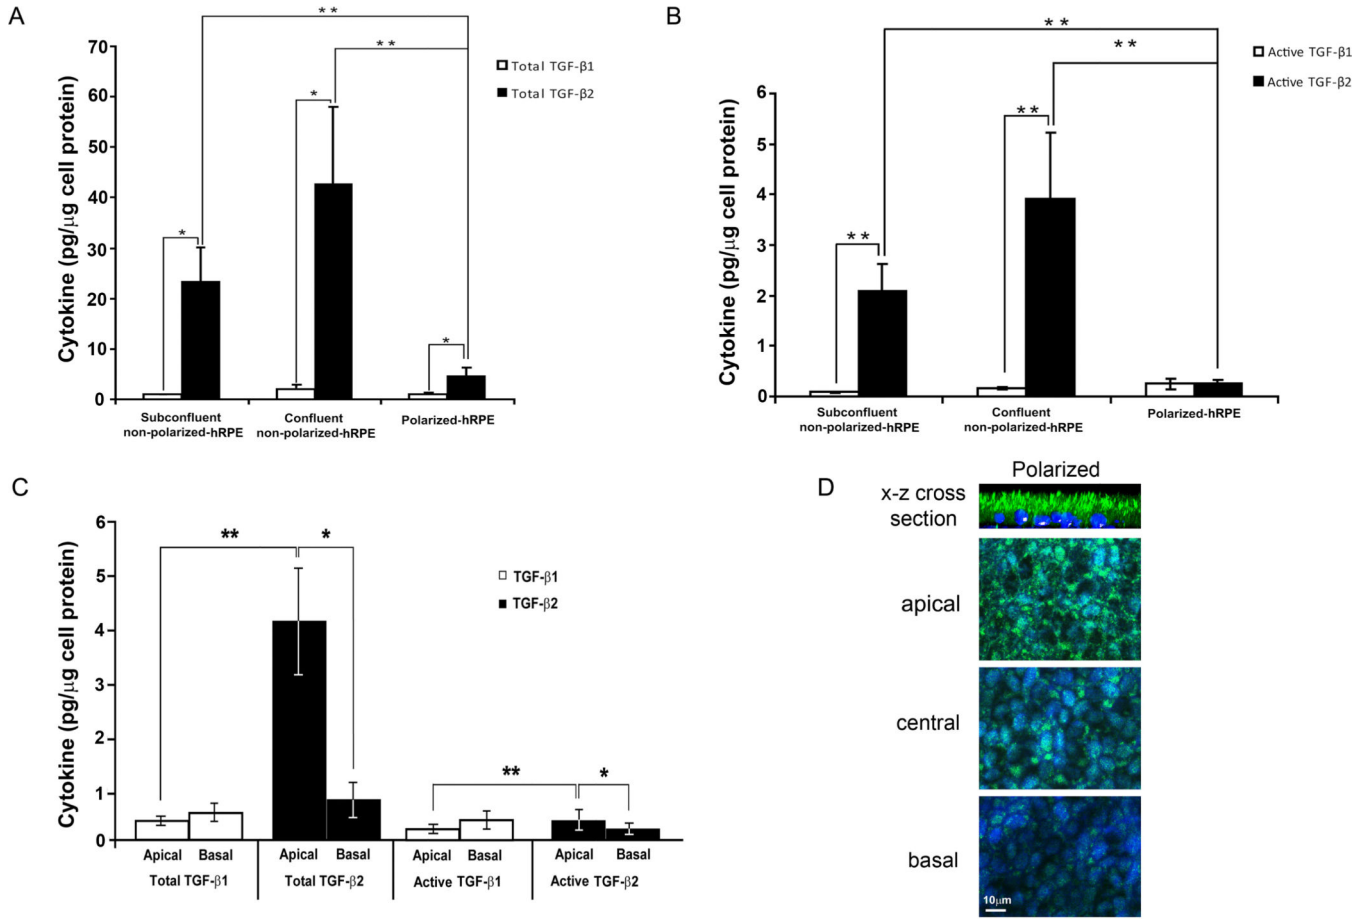 A
**
**
*
*
*
Total TGF-β1
Total TGF-β2
Cytokine (pg/µg cell protein)
70
60
50
40
30
20
10
0
Subconfluent
non-polarized-hRPE
Confluent
non-polarized-hRPE
Polarized-hRPE
B
**
**
**
**
Active TGF-β1
Active TGF-β2
Cytokine (pg/µg cell protein)
6
5
4
3
2
1
0
Subconfluent
non-polarized-hRPE
Confluent
non-polarized-hRPE
Polarized-hRPE
C
**
*
**
*
TGF-β1
TGF-β2
Cytokine (pg/µg cell protein)
6
5
4
3
2
1
0
Apical Basal Apical Basal Apical Basal Apical Basal
Total TGF-β1 Total TGF-β2 Active TGF-β1 Active TGF-β2
D
Polarized
x-z cross
section
apical
central
basal
10µm